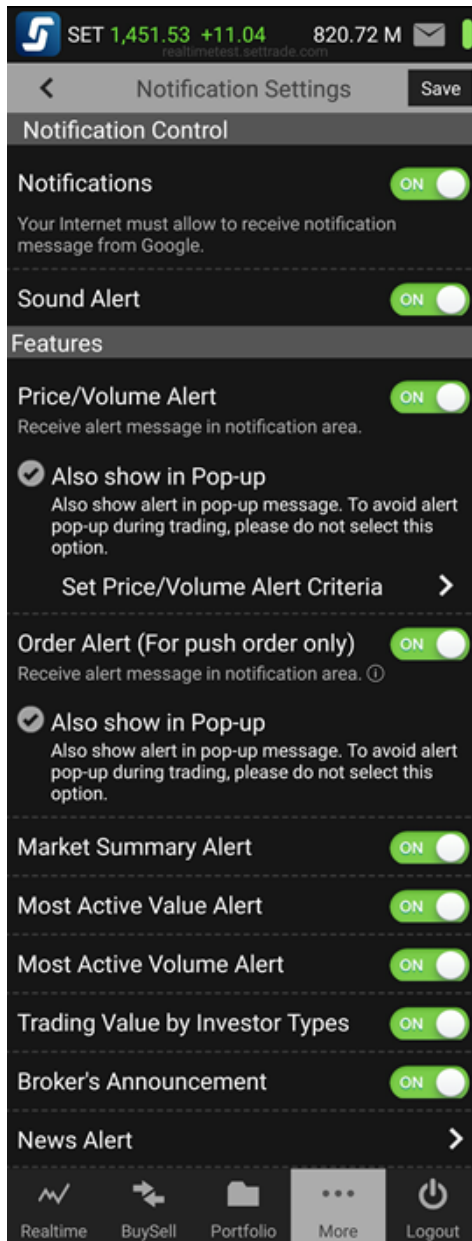 SET 1,451.53 +11.04 820.72 M
realtimetest.settrade.com
Notification Settings Save
Notification Control
Notifications ON
Your Internet must allow to receive notification
message from Google.
Sound Alert ON
Features
Price/Volume Alert ON
Receive alert message in notification area.
Also show in Pop-up
Also show alert in pop-up message. To avoid alert
pop-up during trading, please do not select this
option.
Set Price/Volume Alert Criteria
Order Alert (For push order only) ON
Receive alert message in notification area.
Also show in Pop-up
Also show alert in pop-up message. To avoid alert
pop-up during trading, please do not select this
option.
Market Summary Alert ON
Most Active Value Alert ON
Most Active Volume Alert ON
Trading Value by Investor Types ON
Broker's Announcement ON
News Alert
Realtime BuySell Portfolio More Logout